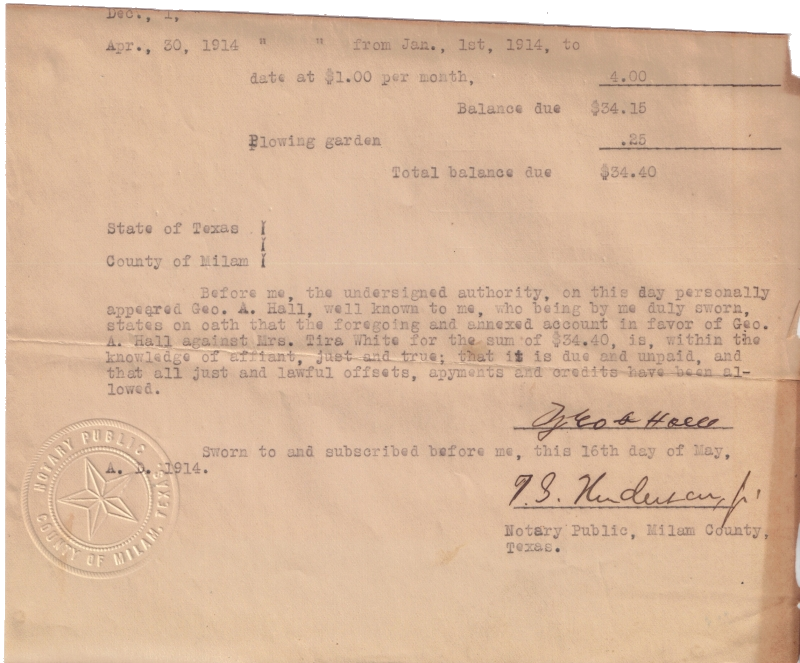 Dec., 1,
Apr., 30, 1914 " " from Jan., 1st, 1914, to
date at $1.00 per month, 4.00
Balance due $34.15
Plowing garden .25
Total balance due $34.40
State of Texas
County of Milam
Before me, the undersigned authority, on this day personally
appeared Geo. A. Hall, well known to me, who being by me duly sworn,
states on oath that the foregoing and annexed account in favor of Geo.
A. Hall against Mrs. Tira White for the sum of $34.40, is, within the
knowledge of affiant, just and true; that it is due and unpaid, and
that all just and lawful offsets, apyments and credits have been al-
lowed.
Geo A Hall
Sworn to and subscribed before me, this 16th day of May,
A. D. 1914.
T. S. Henderson, Jr.
Notary Public, Milam County,
Texas.
NOTARY PUBLIC
COUNTY OF MILAM, TEXAS